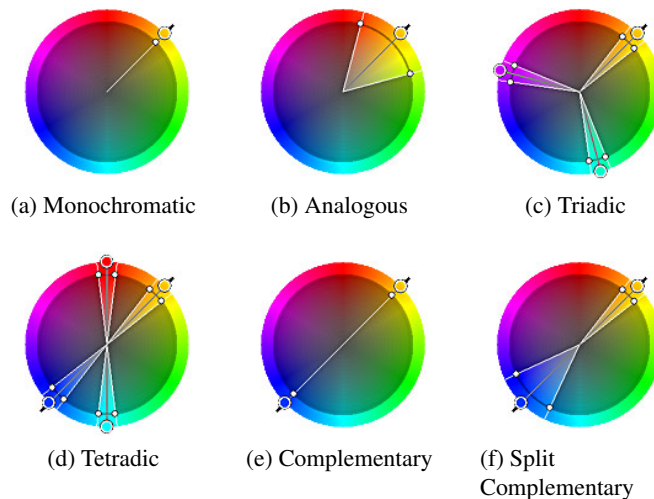 (a) Monochromatic
(b) Analogous
(c) Triadic
(d) Tetradic
(e) Complementary
(f) Split
Complementary